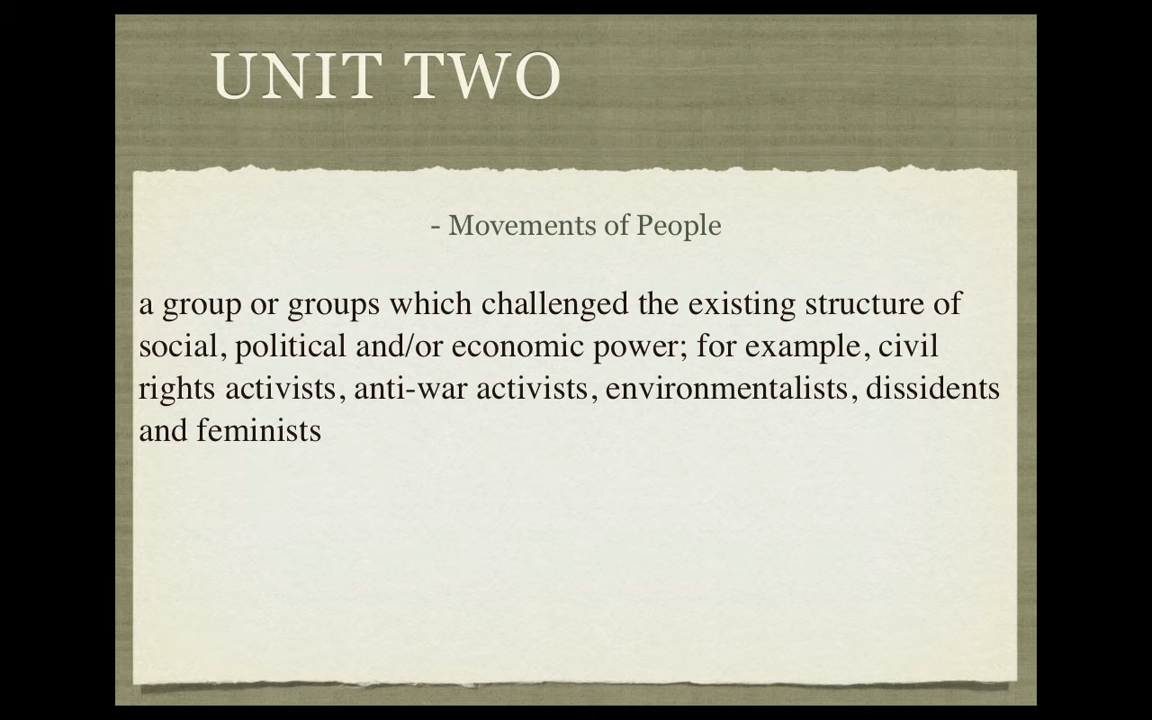 UNIT TWO
- Movements of People
a group or groups which challenged the existing structure of
social, political and/or economic power; for example, civil
rights activists, anti-war activists, environmentalists, dissidents
and feminists